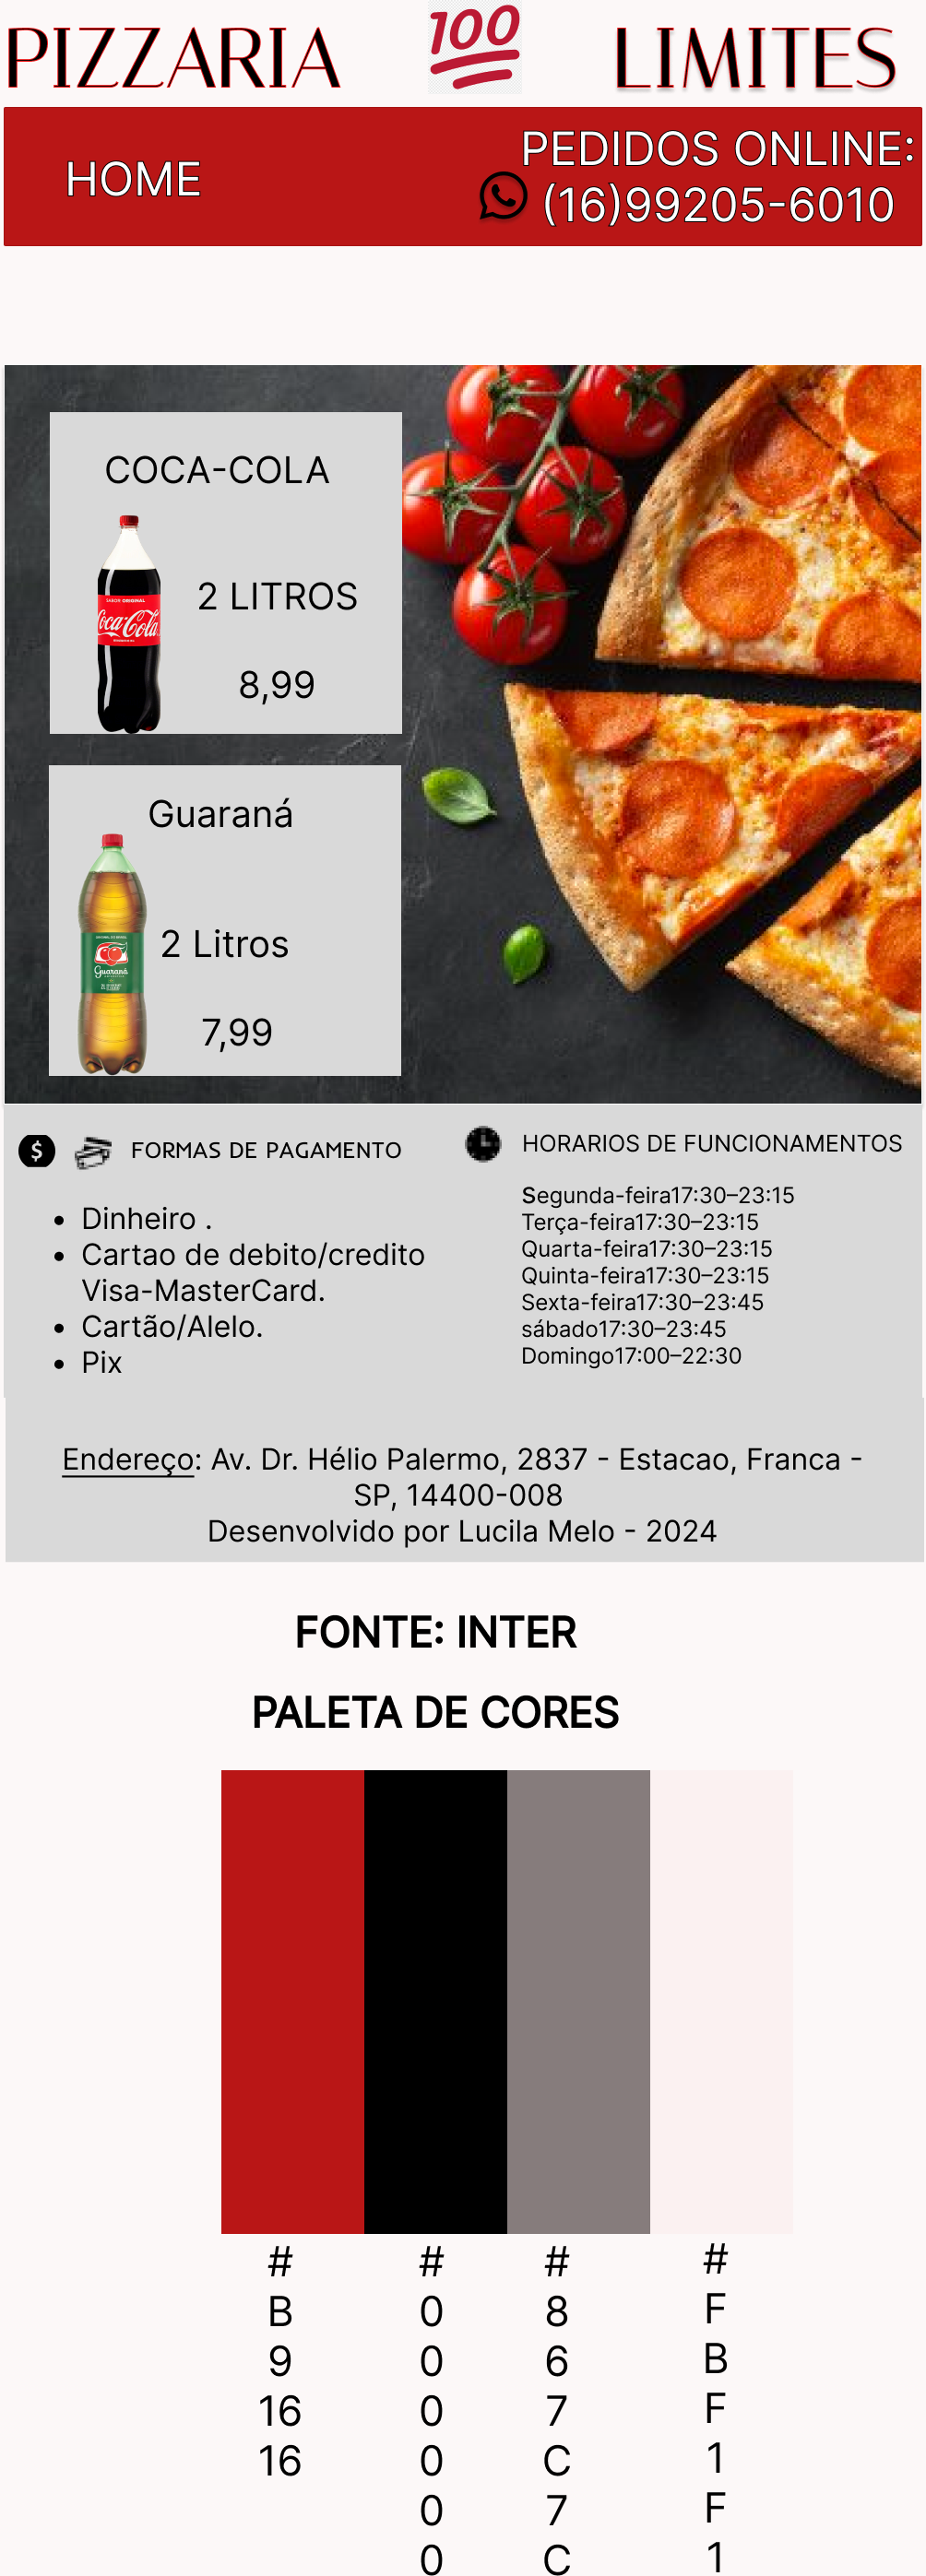 PIZZARIA 100 LIMITES
HOME
PEDIDOS ONLINE:
(16)99205-6010
COCA-COLA
SABOR ORIGINAL
Coca-Cola
2 LITROS
8,99
Guaraná
Guaraná
2 Litros
7,99
$ FORMAS DE PAGAMENTO
Dinheiro .
Cartao de debito/credito
Visa-MasterCard.
Cartão/Alelo.
Pix
HORARIOS DE FUNCIONAMENTOS
Segunda-feira17:30–23:15
Terça-feira17:30–23:15
Quarta-feira17:30–23:15
Quinta-feira17:30–23:15
Sexta-feira17:30–23:45
sábado17:30–23:45
Domingo17:00–22:30
Endereço: Av. Dr. Hélio Palermo, 2837 - Estacao, Franca -
SP, 14400-008
Desenvolvido por Lucila Melo - 2024
FONTE: INTER
PALETA DE CORES
# # # #
B 0 8 F
9 0 6 B
16 0 7 F
16 0 C 1
0 7 F
0 C 1